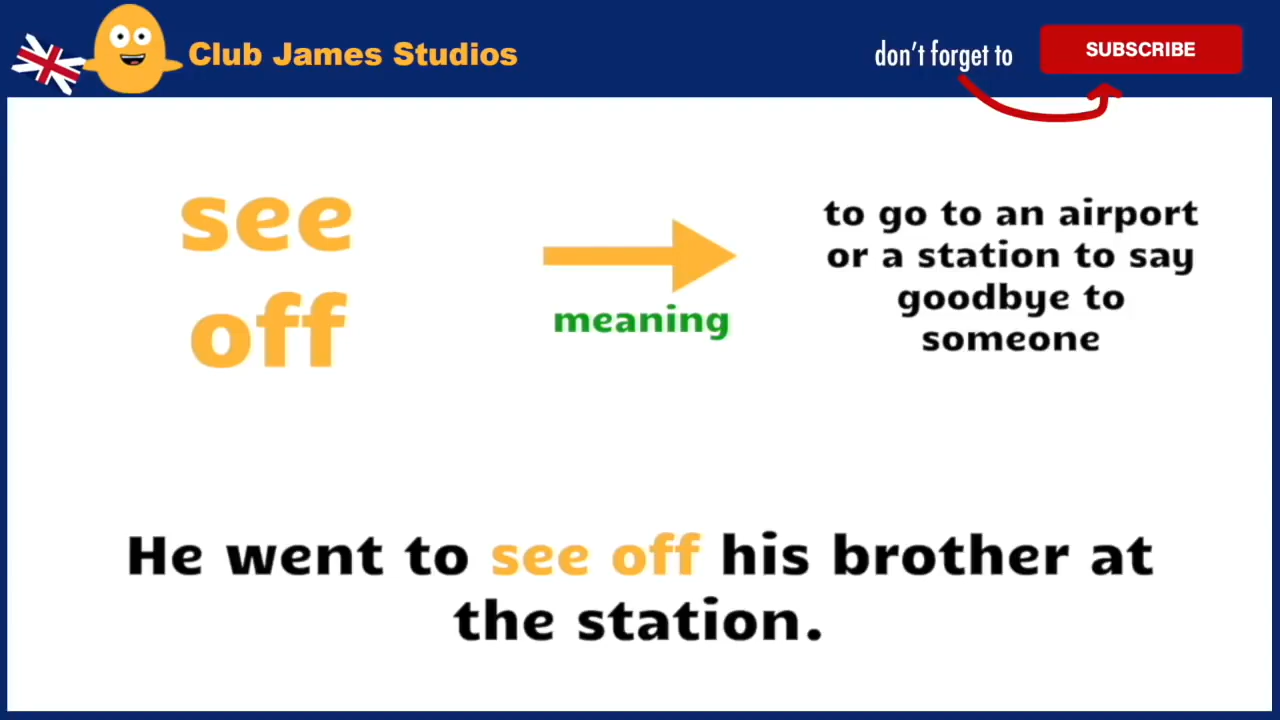 Club James Studios
don't forget to
SUBSCRIBE
see
off
meaning
to go to an airport
or a station to say
goodbye to
someone
He went to see off his brother at
the station.